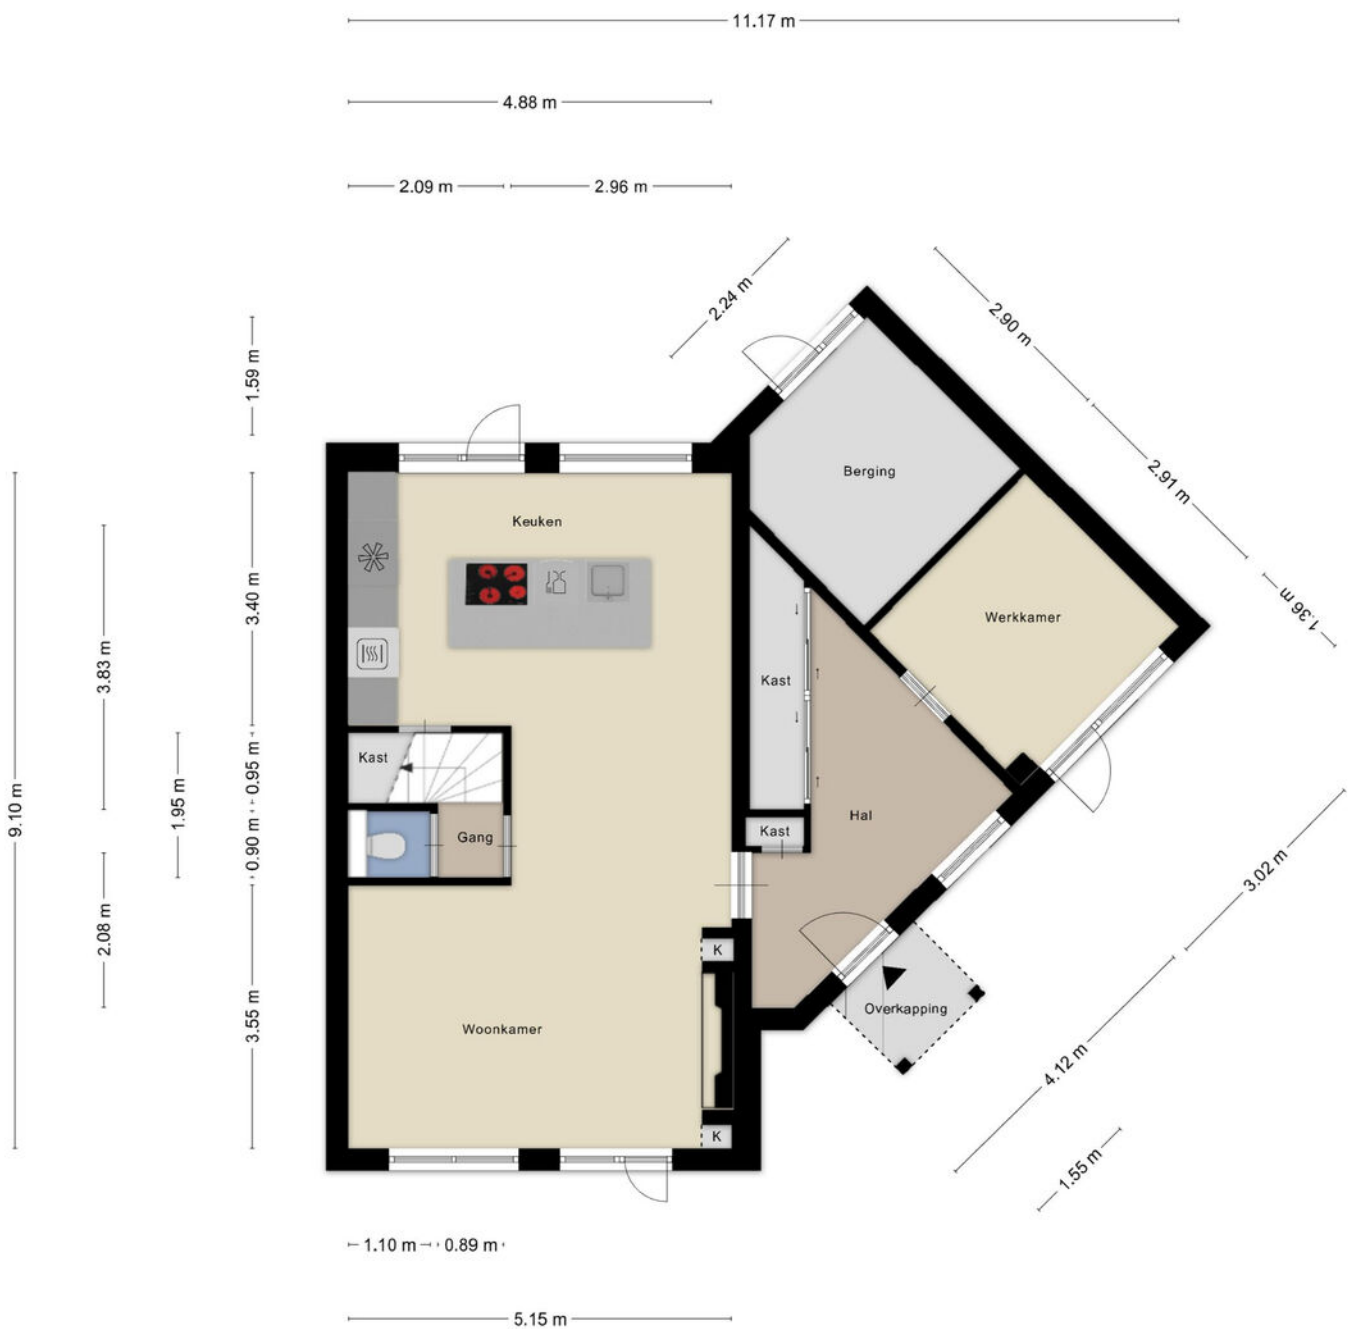 11.17 m
4.88 m
2.09 m
2.96 m
2.24 m
2.90 m
1.59 m
Berging
2.91 m
Keuken
3.40 m
1.36 m
Werkkamer
3.83 m
Kast
Kast
0.95 m
1.95 m
9.10 m
Hal
Kast
Gang
0.90 m
3.02 m
2.08 m
K
Overkapping
Woonkamer
3.55 m
4.12 m
K
1.55 m
1.10 m
0.89 m
5.15 m